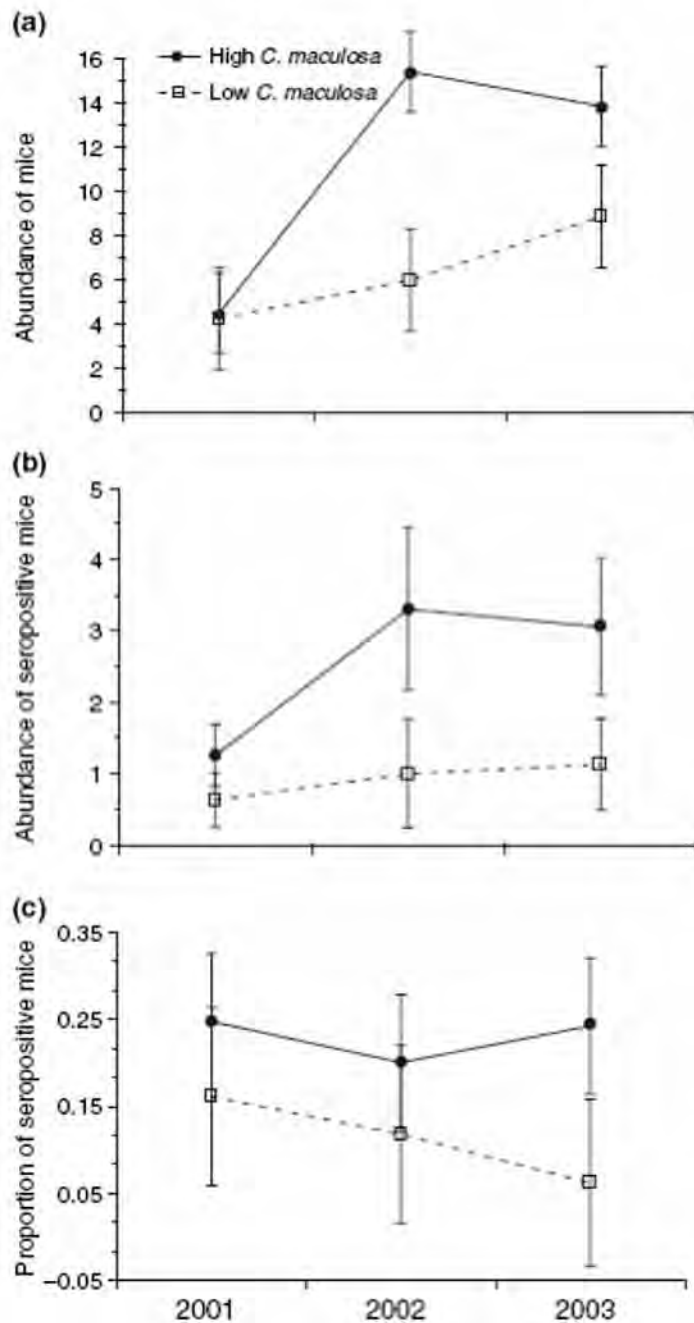 (a)
High C. maculosa
Low C. maculosa
Abundance of mice
16
14
12
10
8
6
4
2
0
(b)
Abundance of seropositive mice
5
4
3
2
1
0
(c)
Proportion of seropositive mice
0.35
0.25
0.15
0.05
–0.05
2001 2002 2003